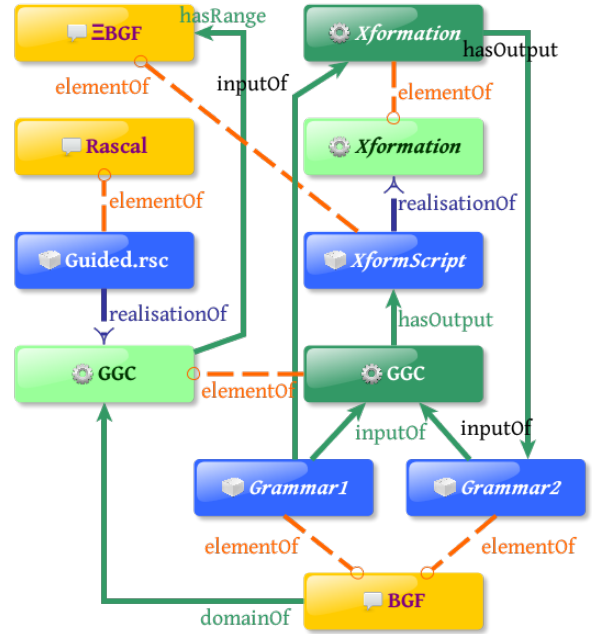 hasRange
ΞBGF
Xformation
hasOutput
inputOf
elementOf
elementOf
Rascal
Xformation
elementOf
realisationOf
Guided.rsc
XformScript
realisationOf
hasOutput
GGC
GGC
elementOf
inputOf
inputOf
Grammar1
Grammar2
elementOf
elementOf
BGF
domainOf